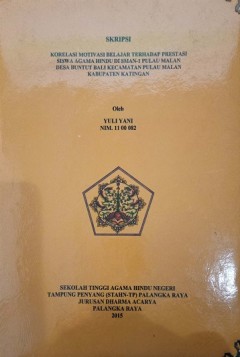 SKRIPSI
KORELASI MOTIVASI BELAJAR TERHADAP PRESTASI
SISWA AGAMA HINDU DI SMAN-1 PULAU MALAN
DESA BUNTUT BALI KECAMATAN PULAU MALAN
KABUPATEN KATINGAN
Oleh
YULI YANI
NIM. 11 00 002
SEKOLAH TINGGI AGAMA HINDU NEGERI
TAMPUNG PENYANG (STAHN-TP) PALANGKA RAYA
JURUSAN DHARMA ACARYA
PALANGKA RAYA
2015